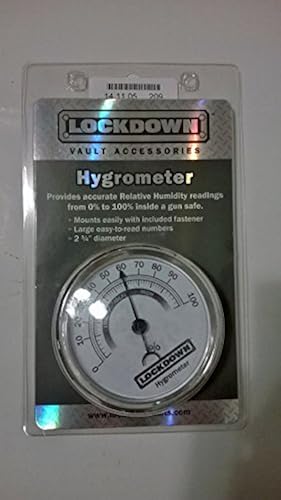 14 11 05 209
LOCKDOWN
VAULT ACCESSORIES
Hygrometer
Provides accurate Relative Humidity readings
from 0% to 100% inside a gun safe.
• Mounts easily with included fastener
• Large easy-to-read numbers
• 2 ¾" diameter
0 10 20 30 40 50 60 70 80 90 100
%
LOCKDOWN
Hygrometer